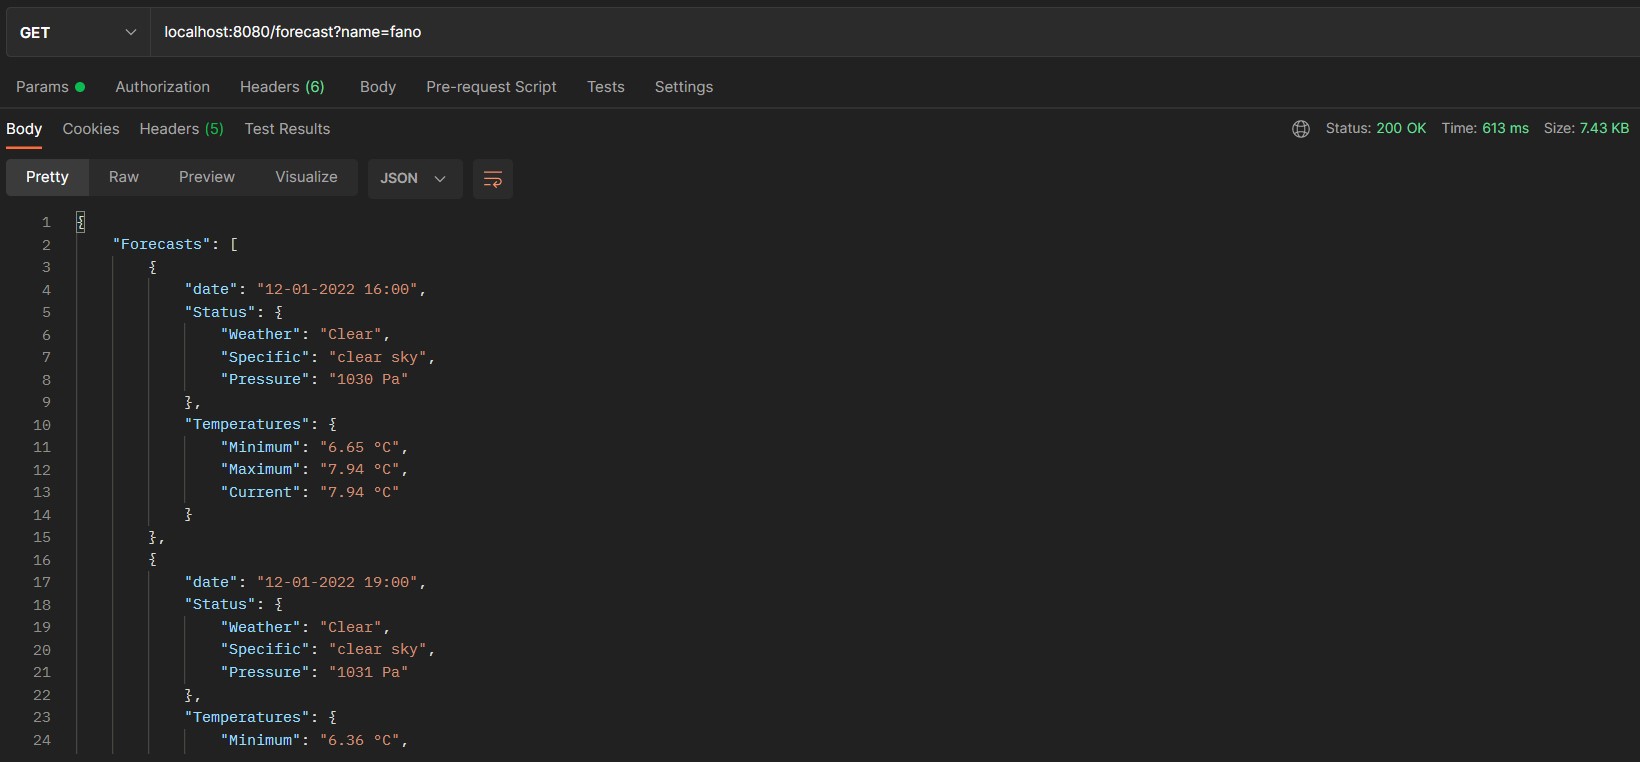 GET localhost:8080/forecast?name=fano
Params Authorization Headers (6) Body Pre-request Script Tests Settings
Body Cookies Headers (5) Test Results Status: 200 OK Time: 613 ms Size: 7.43 KB
Pretty Raw Preview Visualize JSON
1 {
2 "Forecasts": [
3 {
4 "date": "12-01-2022 16:00",
5 "Status": {
6 "Weather": "Clear",
7 "Specific": "clear sky",
8 "Pressure": "1030 Pa"
9 },
10 "Temperatures": {
11 "Minimum": "6.65 °C",
12 "Maximum": "7.94 °C",
13 "Current": "7.94 °C"
14 }
15 },
16 {
17 "date": "12-01-2022 19:00",
18 "Status": {
19 "Weather": "Clear",
20 "Specific": "clear sky",
21 "Pressure": "1031 Pa"
22 },
23 "Temperatures": {
24 "Minimum": "6.36 °C",